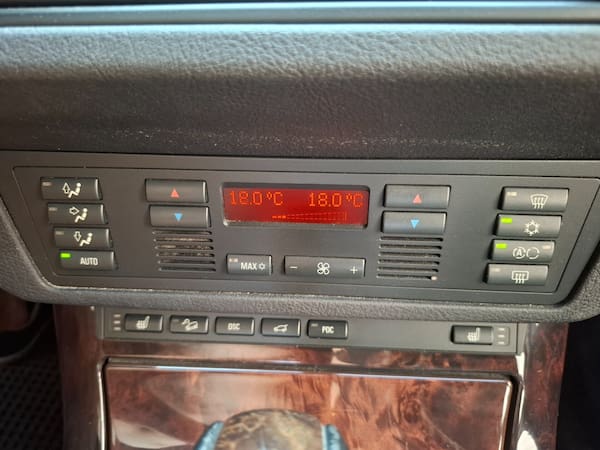 18.0°C 18.0°C
AUTO
MAX
− +
A
DSC
PDC